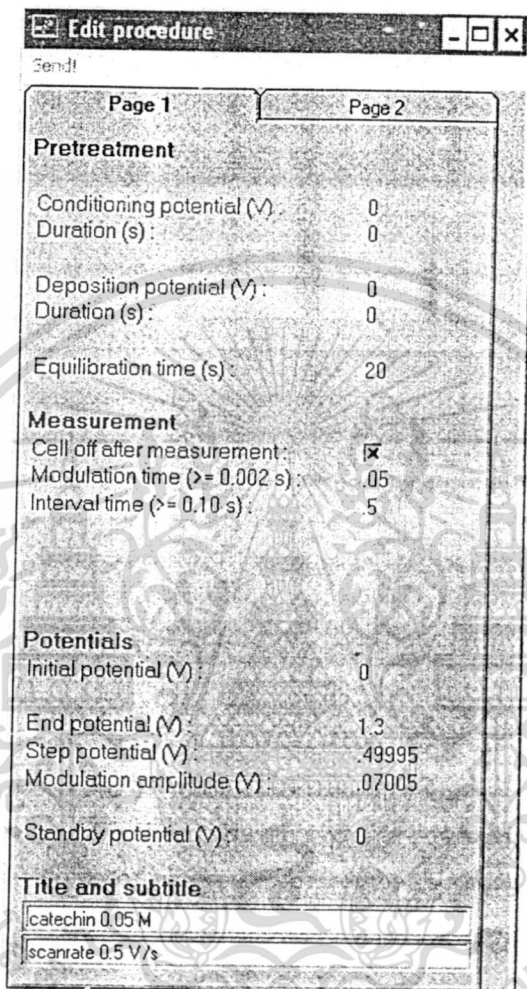 Edit procedure
Send!
Page 1 Page 2
Pretreatment
Conditioning potential (V) : 0
Duration (s) : 0
Deposition potential (V) : 0
Duration (s) : 0
Equilibration time (s) : 20
Measurement
Cell off after measurement :
Modulation time (>= 0.002 s) : .05
Interval time (>= 0.10 s) : .5
Potentials
Initial potential (V) : 0
End potential (V) : 1.3
Step potential (V) : .49995
Modulation amplitude (V) : .07005
Standby potential (V) : 0
Title and subtitle
catechin 0.05 M
scanrate 0.5 V/s